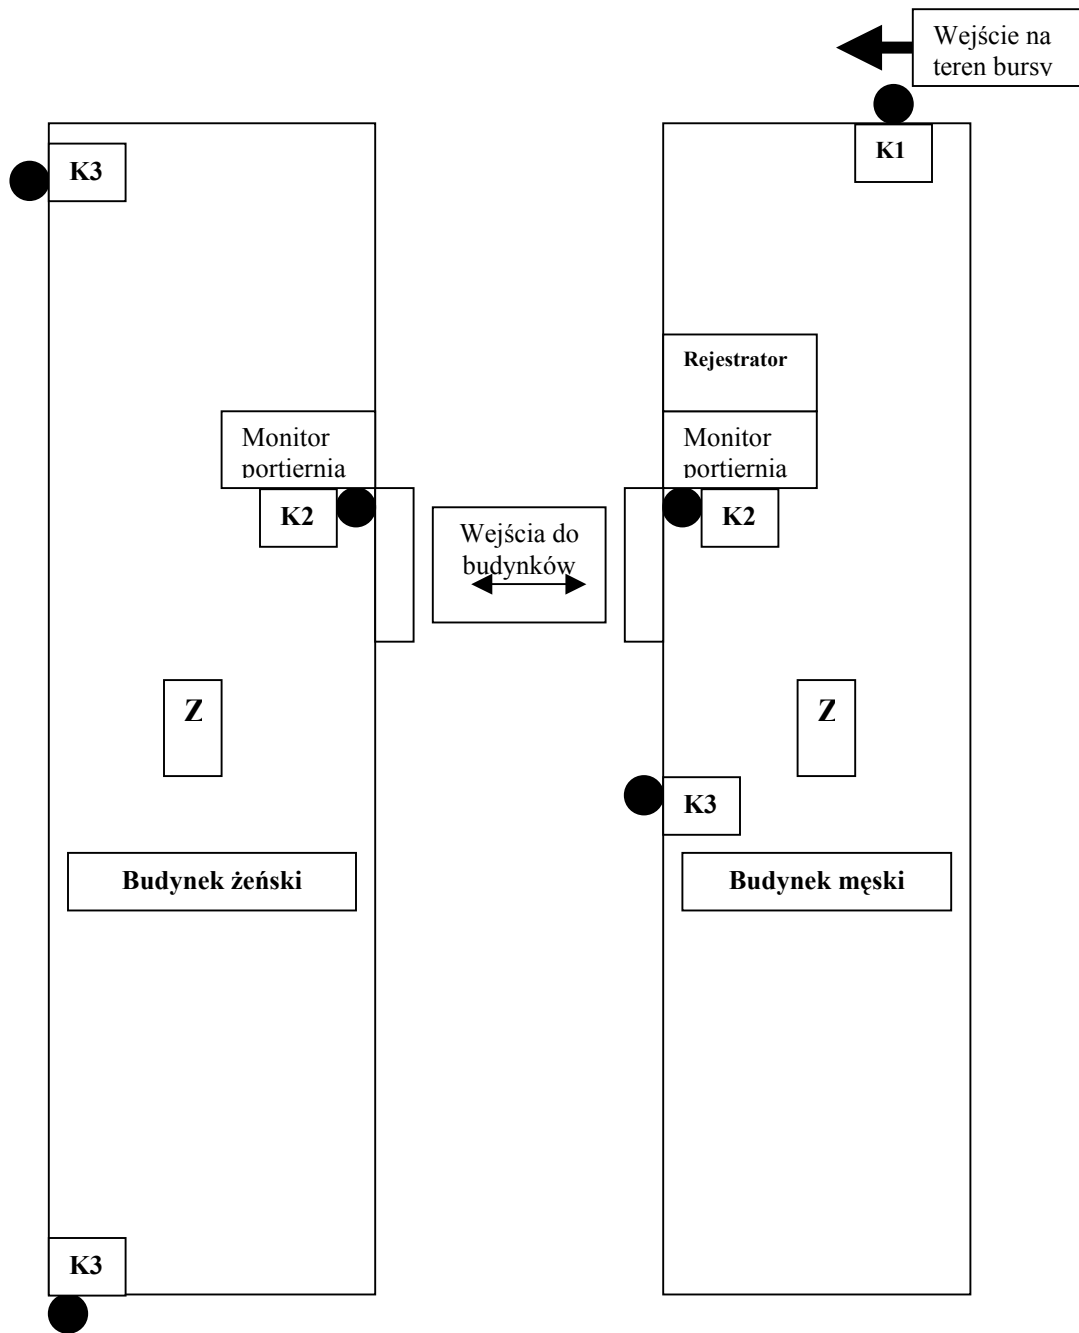 Wejście na
teren bursy
K3
K1
Rejestrator
Monitor
portiernia
Monitor
portiernia
K2
Wejścia do
budynków
K2
Z
Z
K3
Budynek żeński
Budynek męski
K3